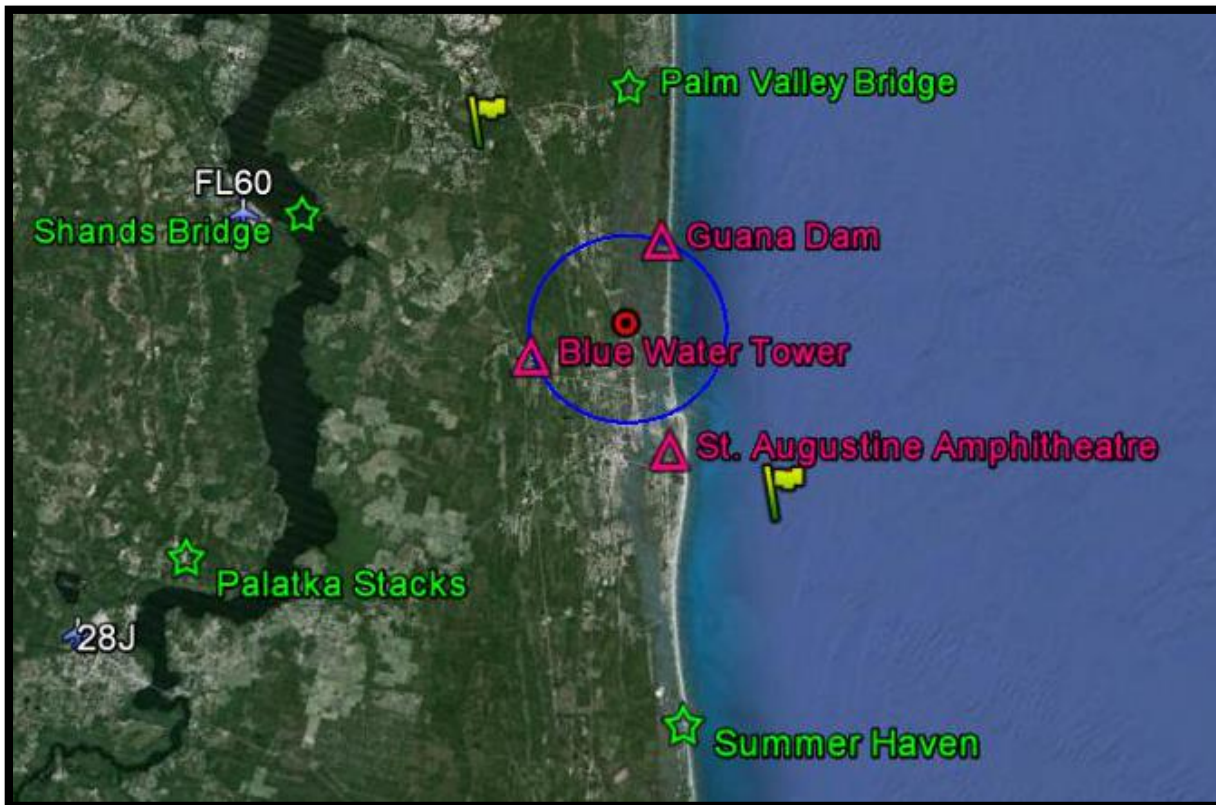 Palm Valley Bridge
FL60
Shands Bridge
Guana Dam
Blue Water Tower
St. Augustine Amphitheatre
Palatka Stacks
28J
Summer Haven